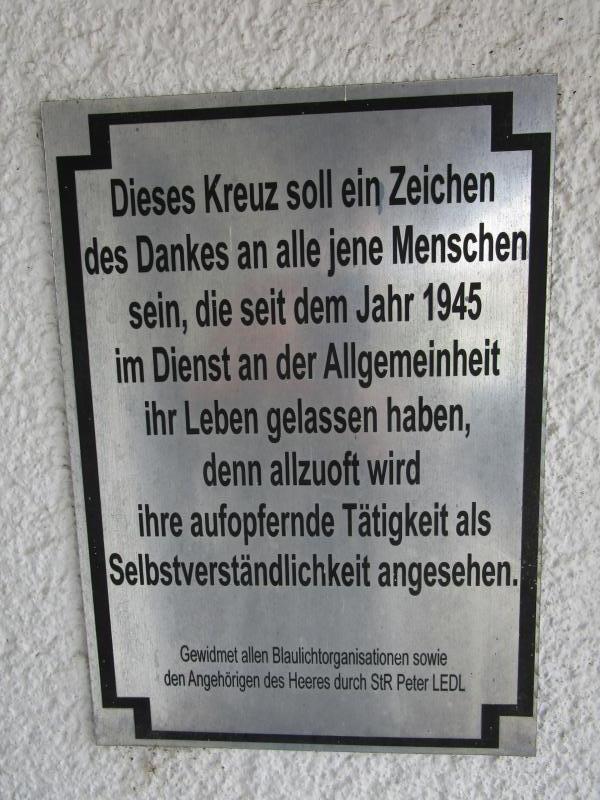 Dieses Kreuz soll ein Zeichen
des Dankes an alle jene Menschen
sein, die seit dem Jahr 1945
im Dienst an der Allgemeinheit
ihr Leben gelassen haben,
denn allzuoft wird
ihre aufopfernde Tätigkeit als
Selbstverständlichkeit angesehen.
Gewidmet allen Blaulichtorganisationen sowie
den Angehörigen des Heeres durch StR Peter LEDL